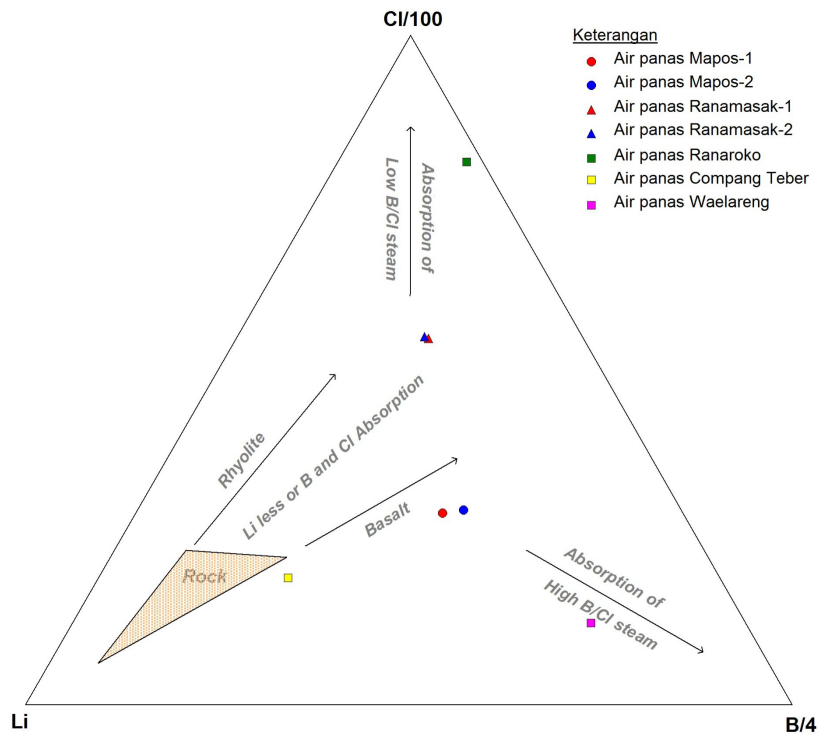 Cl/100
Keterangan
Air panas Mapos-1
Air panas Mapos-2
Air panas Ranamasak-1
Air panas Ranamasak-2
Air panas Ranaroko
Air panas Compang Teber
Air panas Waelareng
Absorption of
Low B/Cl steam
Rhyolite
Li less or B and Cl Absorption
Basalt
Absorption of
High B/Cl steam
Rock
Li
B/4